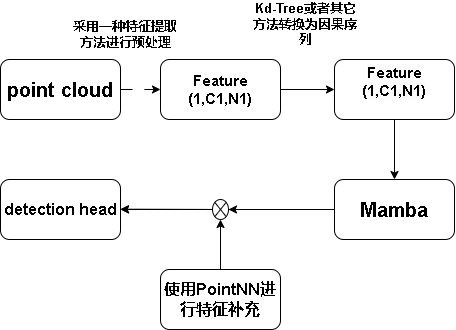 采用一种特征提取
方法进行预处理
Kd-Tree或者其它
方法转换为因果序
列
point cloud
Feature
(1,C1,N1)
Feature
(1,C1,N1)
detection head
Mamba
使用PointNN进
行特征补充